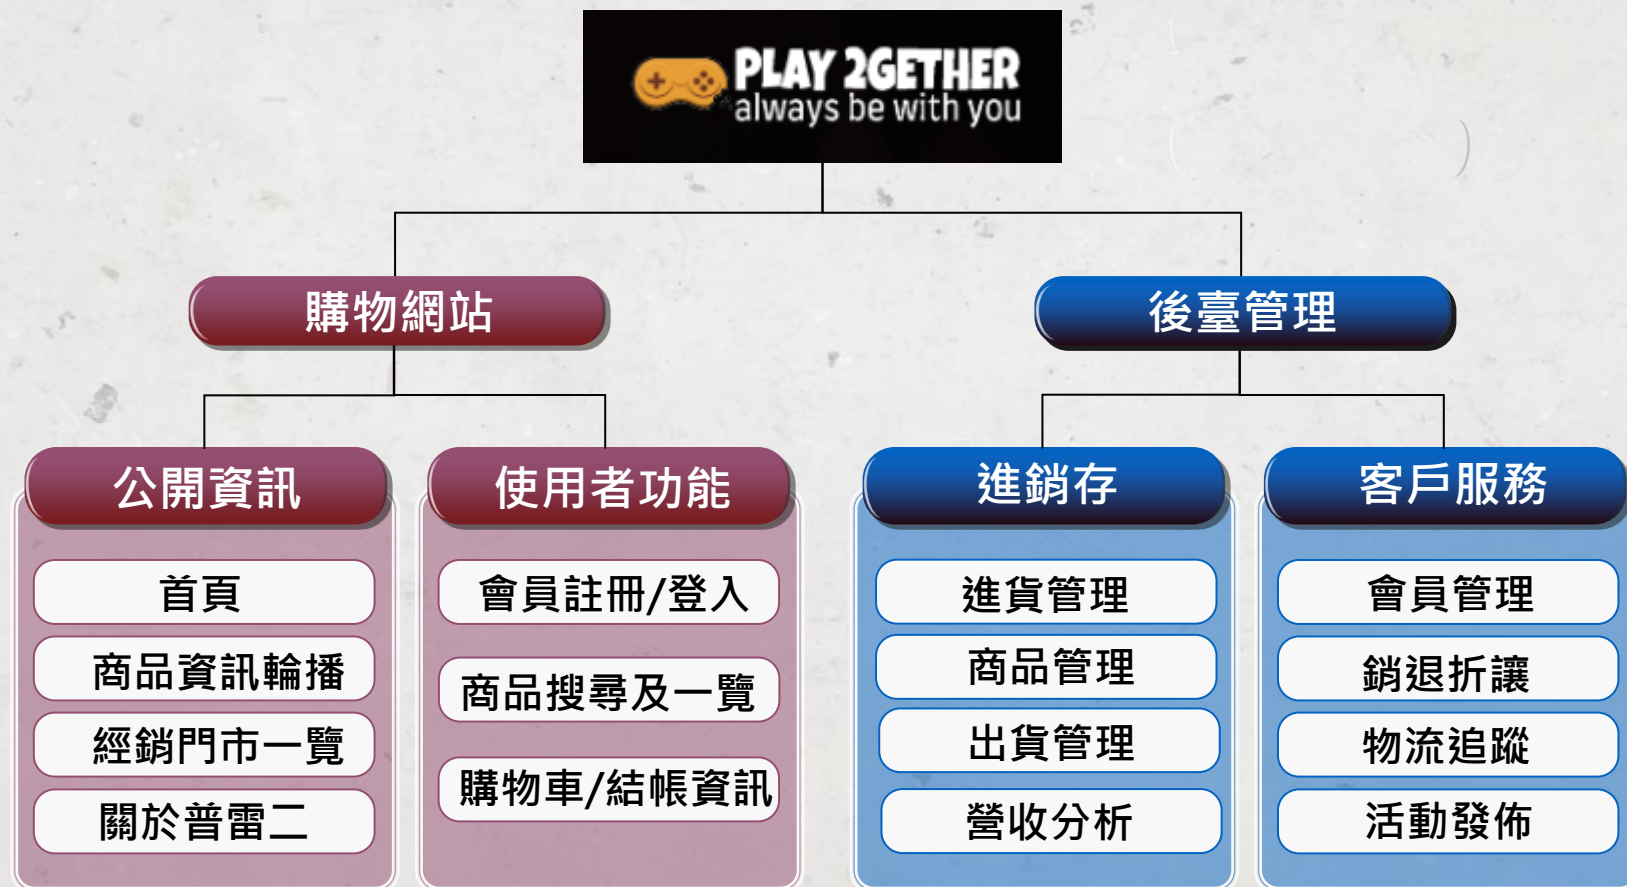 PLAY 2GETHER
always be with you
購物網站
後臺管理
公開資訊
首頁
商品資訊輪播
經銷門市一覽
關於普雷二
使用者功能
會員註冊/登入
商品搜尋及一覽
購物車/結帳資訊
進銷存
進貨管理
商品管理
出貨管理
營收分析
客戶服務
會員管理
銷退折讓
物流追蹤
活動發佈